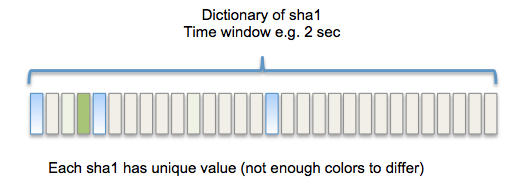 Dictionary of sha1
Time window e.g. 2 sec
Each sha1 has unique value (not enough colors to differ)